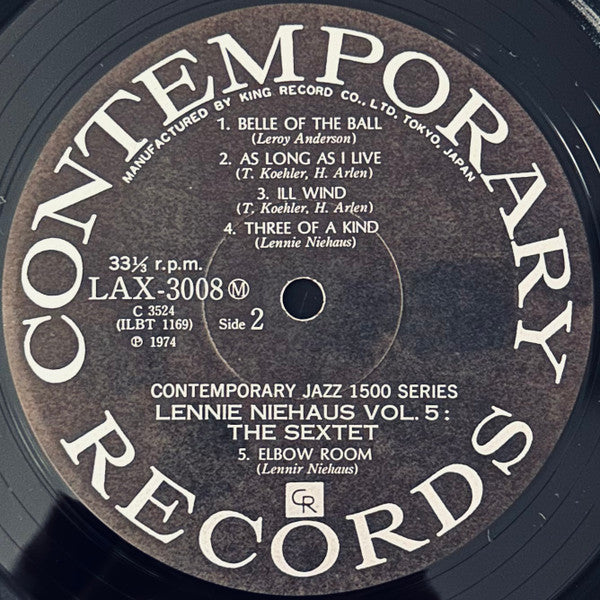 CONTEMPORARY
MANUFACTURED BY KING RECORD CO., LTD, TOKYO, JAPAN
1. BELLE OF THE BALL
(Leroy Anderson)
2. AS LONG AS I LIVE
(T. Koehler, H. Arlen)
3. ILL WIND
(T. Koehler, H. Arlen)
4. THREE OF A KIND
(Lennie Niehaus)
33⅓ r.p.m.
LAX-3008 Ⓜ
C 3524
(ILBT 1169) Side 2
℗ 1974
CONTEMPORARY JAZZ 1500 SERIES
LENNIE NIEHAUS VOL. 5:
THE SEXTET
5. ELBOW ROOM
(Lennir Niehaus)
CR
RECORDS